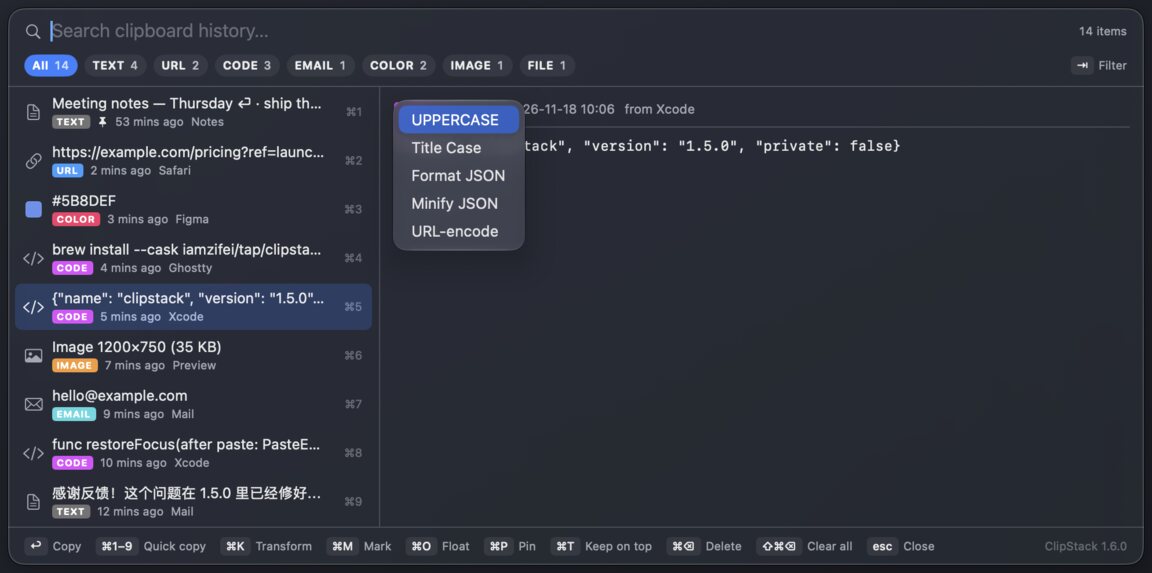 Search clipboard history...
14 items
All 14 TEXT 4 URL 2 CODE 3 EMAIL 1 COLOR 2 IMAGE 1 FILE 1
⇥ Filter
Meeting notes — Thursday ⏎ · ship th...
TEXT 53 mins ago Notes
⌘1
https://example.com/pricing?ref=launc...
URL 2 mins ago Safari
⌘2
#5B8DEF
COLOR 3 mins ago Figma
⌘3
brew install --cask iamzifei/tap/clipsta...
CODE 4 mins ago Ghostty
⌘4
{"name": "clipstack", "version": "1.5.0"...
CODE 5 mins ago Xcode
⌘5
Image 1200×750 (35 KB)
IMAGE 7 mins ago Preview
⌘6
hello@example.com
EMAIL 9 mins ago Mail
⌘7
func restoreFocus(after paste: PasteE...
CODE 10 mins ago Xcode
⌘8
感谢反馈！这个问题在 1.5.0 里已经修好...
TEXT 12 mins ago Mail
⌘9
26-11-18 10:06 from Xcode
tack", "version": "1.5.0", "private": false}
UPPERCASE
Title Case
Format JSON
Minify JSON
URL-encode
↩ Copy ⌘1–9 Quick copy ⌘K Transform ⌘M Mark ⌘O Float ⌘P Pin ⌘T Keep on top ⌘⌫ Delete ⇧⌘⌫ Clear all esc Close
ClipStack 1.6.0